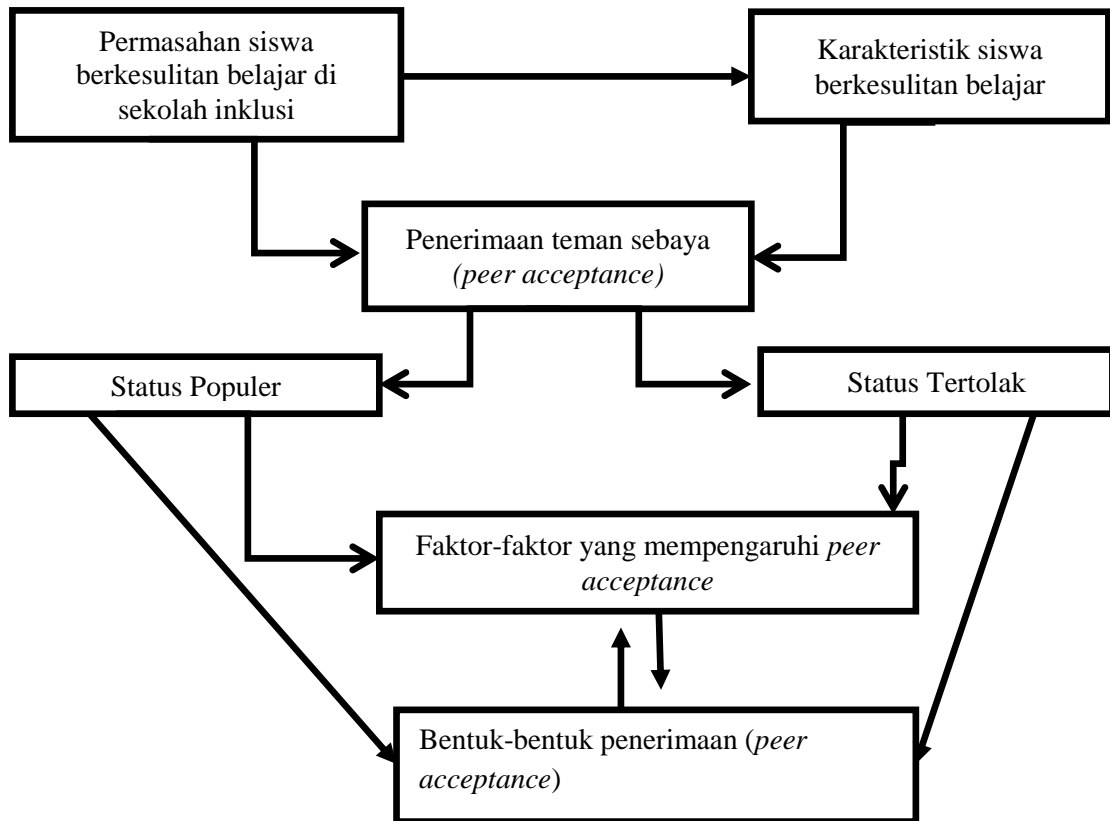 Permasahan siswa
berkesulitan belajar di
sekolah inklusi
Karakteristik siswa
berkesulitan belajar
Penerimaan teman sebaya
(peer acceptance)
Status Populer
Status Tertolak
Faktor-faktor yang mempengaruhi peer
acceptance
Bentuk-bentuk penerimaan (peer
acceptance)